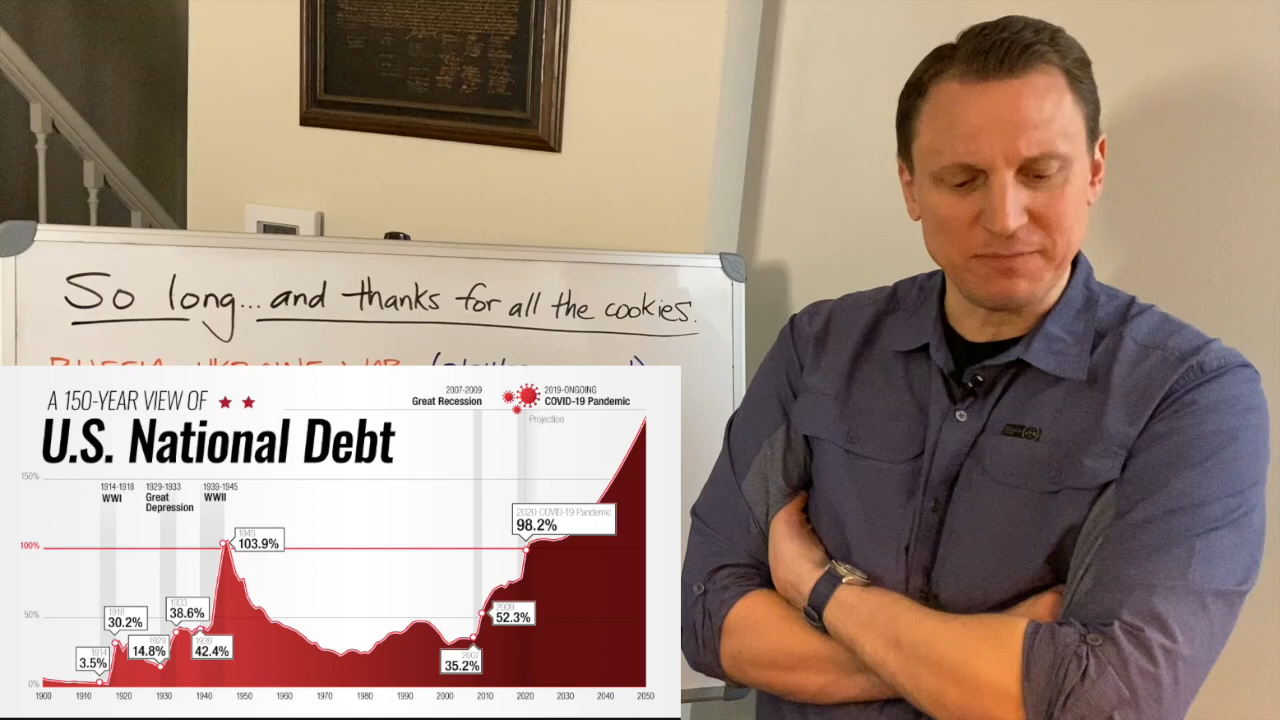 So long... and thanks for all the cookies.
RUSSIA-UKRAINE WAR
A 150-YEAR VIEW OF
U.S. National Debt
2007-2009
Great Recession
2019-ONGOING
COVID-19 Pandemic
Projection
150%
1914-1918
WWI
1929-1933
Great
Depression
1939-1945
WWII
2020 COVID-19 Pandemic
98.2%
100%
1945
103.9%
50%
1918
30.2%
1933
38.6%
2009
52.3%
1914
3.5%
1929
14.8%
1939
42.4%
2007
35.2%
0%
1900 1910 1920 1930 1940 1950 1960 1970 1980 1990 2000 2010 2020 2030 2040 2050